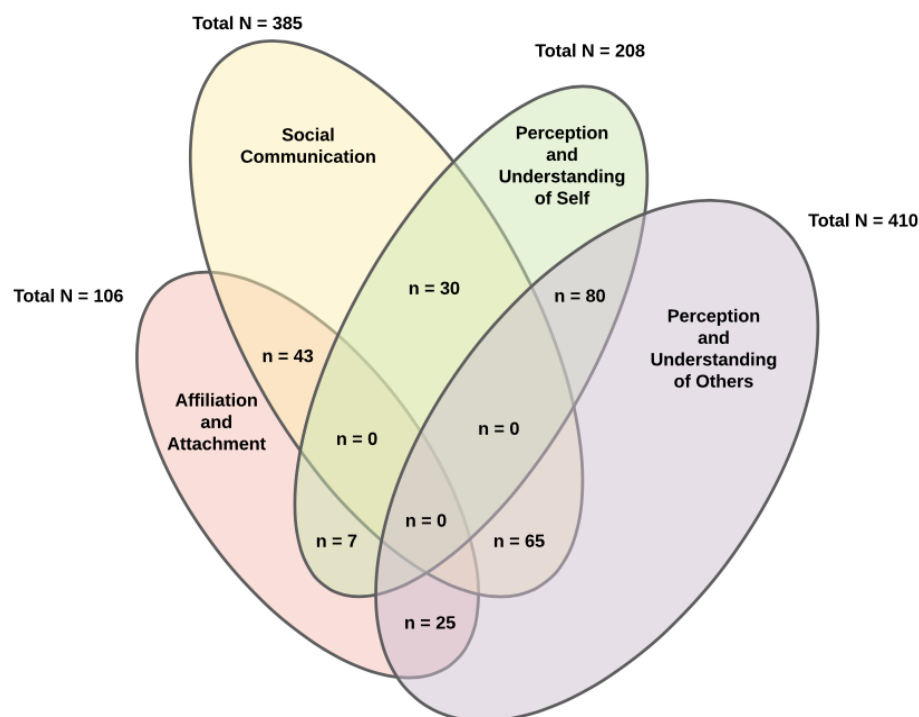 Total N = 385
Total N = 208
Social
Communication
Perception
and
Understanding
of Self
Total N = 410
Total N = 106
n = 30
n = 80
Perception
and
Understanding
of Others
n = 43
Affiliation
and
Attachment
n = 0
n = 0
n = 0
n = 7
n = 65
n = 25